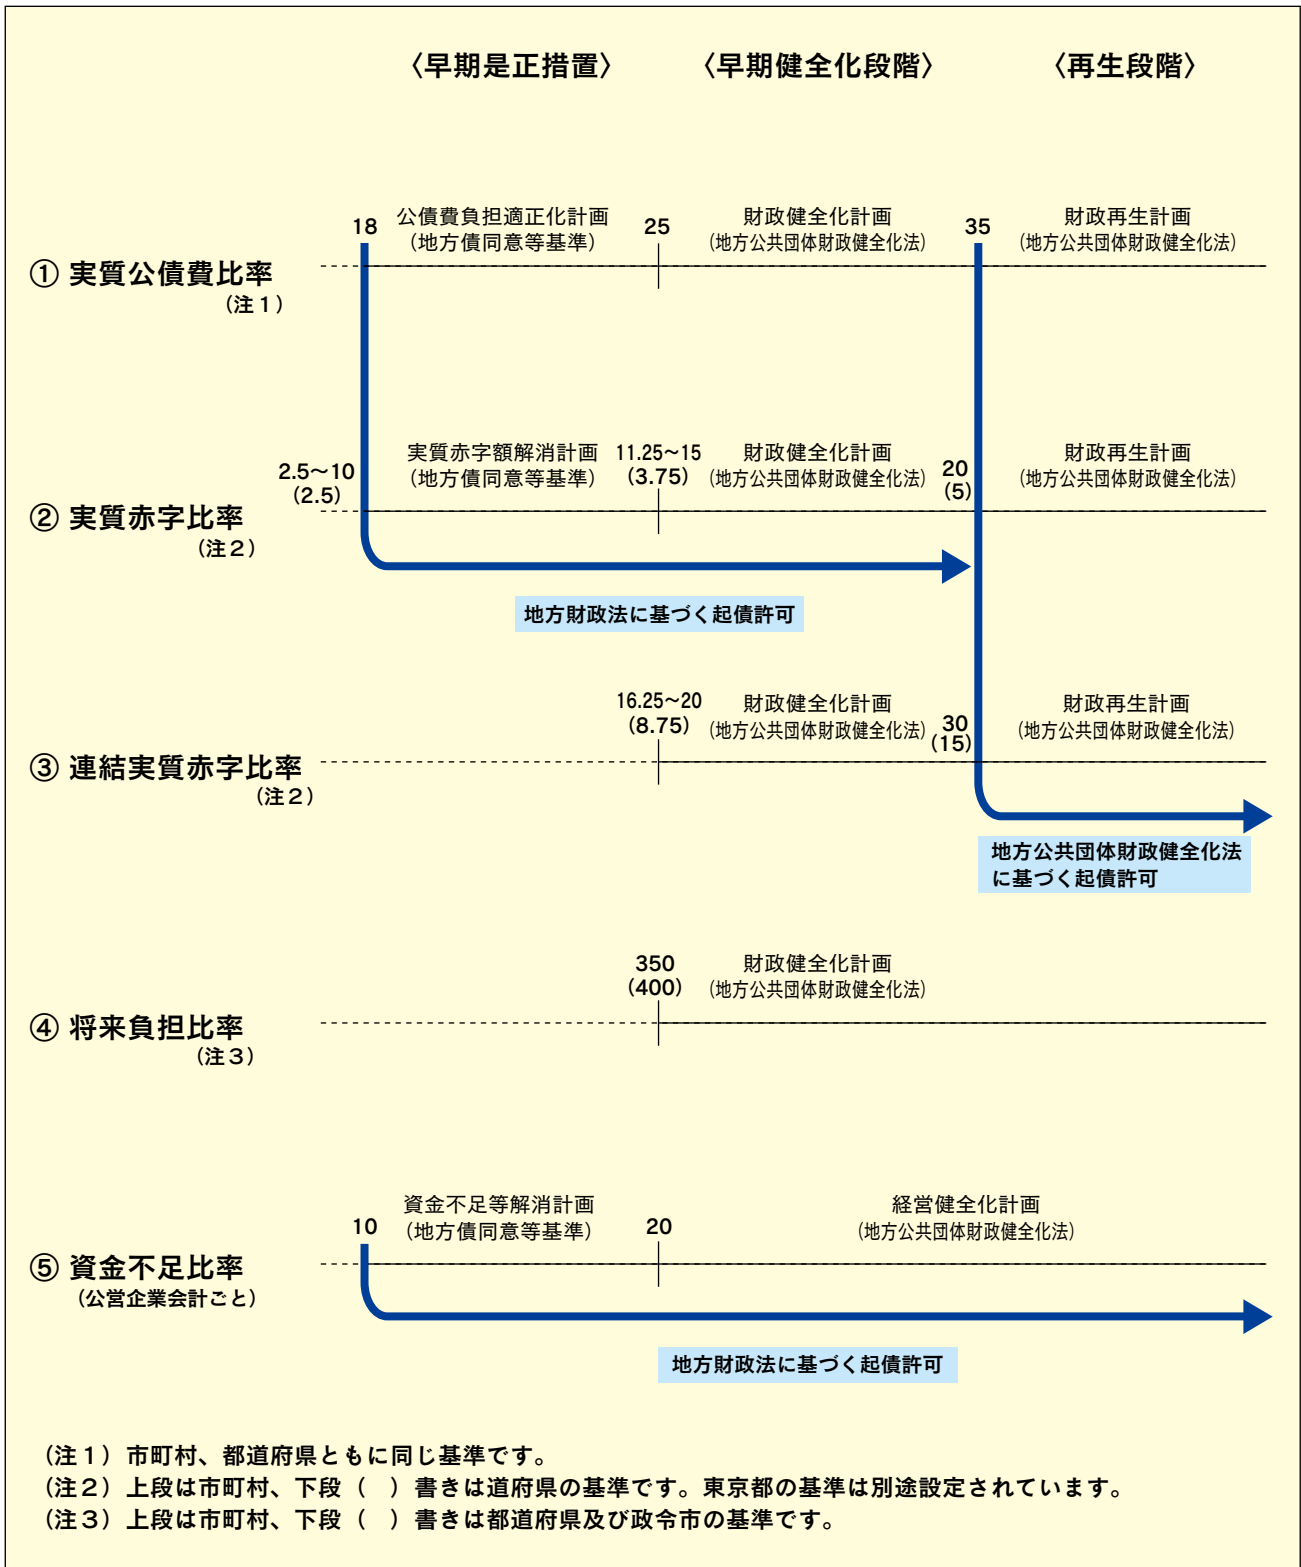 〈早期是正措置〉 〈早期健全化段階〉 〈再生段階〉
18 公債費負担適正化計画 25 財政健全化計画 35 財政再生計画
(地方債同意等基準) (地方公共団体財政健全化法) (地方公共団体財政健全化法)
① 実質公債費比率
(注1)
2.5〜10 実質赤字額解消計画 11.25〜15 財政健全化計画 20 財政再生計画
(2.5) (地方債同意等基準) (3.75) (地方公共団体財政健全化法) (5) (地方公共団体財政健全化法)
② 実質赤字比率
(注2)
地方財政法に基づく起債許可
16.25〜20 財政健全化計画 30 財政再生計画
(8.75) (地方公共団体財政健全化法) (15) (地方公共団体財政健全化法)
③ 連結実質赤字比率
(注2)
地方公共団体財政健全化法
に基づく起債許可
350 財政健全化計画
(400) (地方公共団体財政健全化法)
④ 将来負担比率
(注3)
10 資金不足等解消計画 20 経営健全化計画
(地方債同意等基準) (地方公共団体財政健全化法)
⑤ 資金不足比率
(公営企業会計ごと)
地方財政法に基づく起債許可
(注1)市町村、都道府県ともに同じ基準です。
(注2)上段は市町村、下段( )書きは道府県の基準です。東京都の基準は別途設定されています。
(注3)上段は市町村、下段( )書きは都道府県及び政令市の基準です。